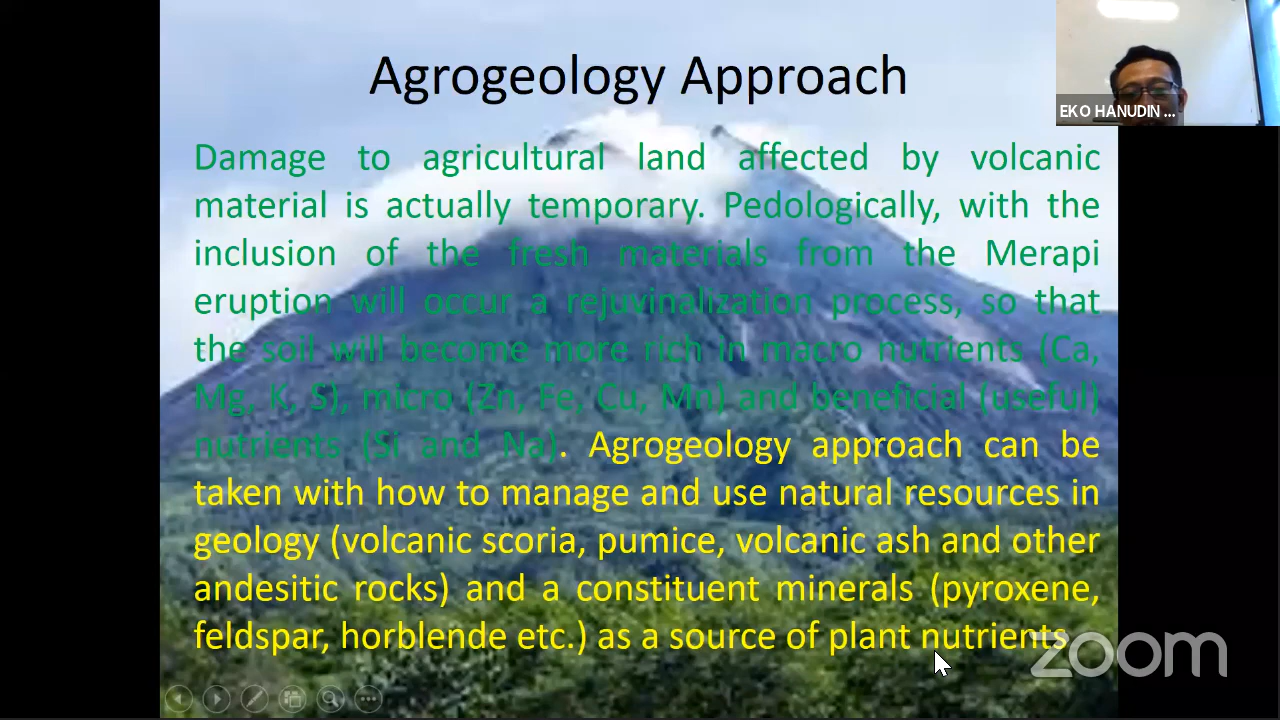 Agrogeology Approach
EKO HANUDIN ...
Damage to agricultural land affected by volcanic
material is actually temporary. Pedologically, with the
inclusion of the fresh materials from the Merapi
eruption will occur a rejuvinalization process, so that
the soil will become more rich in macro nutrients (Ca,
Mg, K, S), micro (Zn, Fe, Cu, Mn) and beneficial (useful)
nutrients (Si and Na). Agrogeology approach can be
taken with how to manage and use natural resources in
geology (volcanic scoria, pumice, volcanic ash and other
andesitic rocks) and a constituent minerals (pyroxene,
feldspar, horblende etc.) as a source of plant nutrients.
zoom